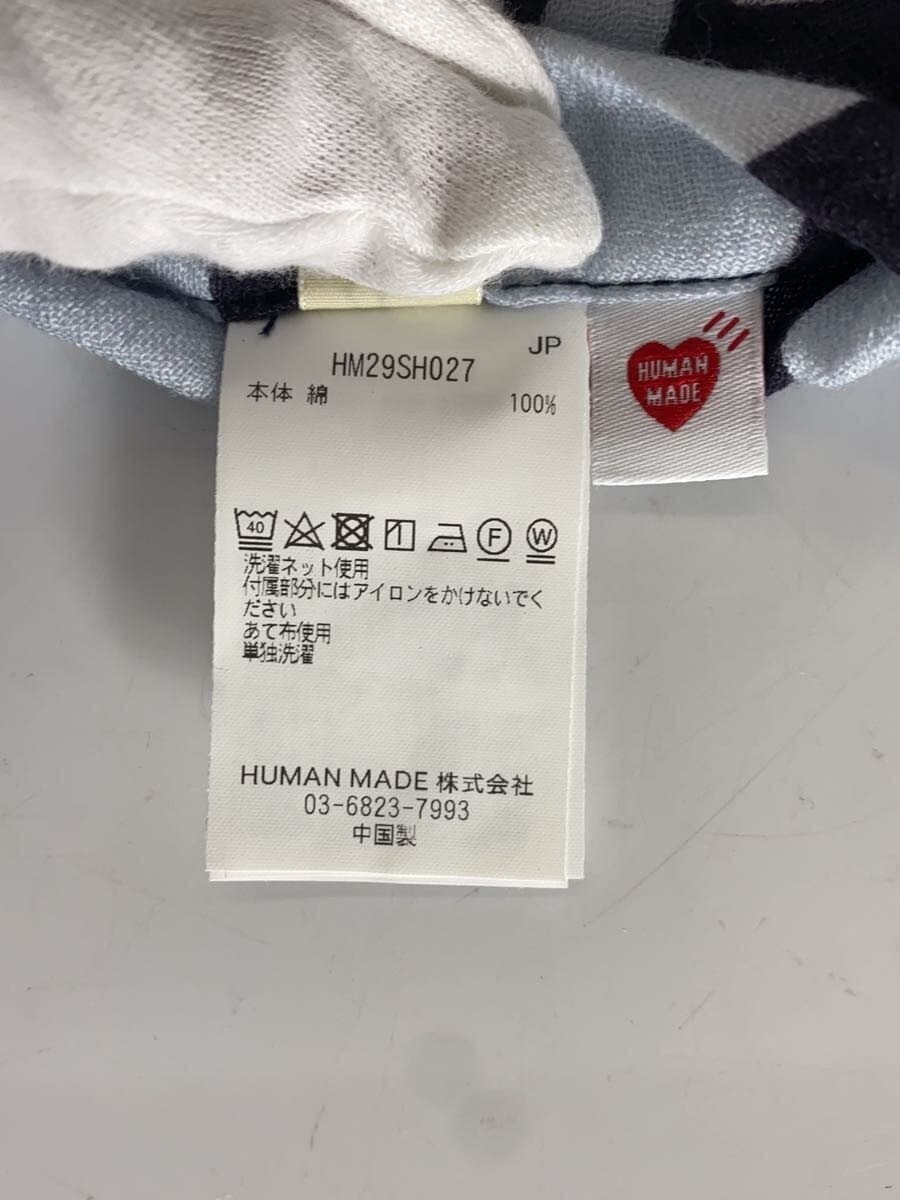 JP
HM29SH027
本体 綿 100%
40
F
W
洗濯ネット使用
付属部分にはアイロンをかけないでく
ださい
あて布使用
単独洗濯
HUMAN MADE 株式会社
03-6823-7993
中国製
HUMAN
MADE